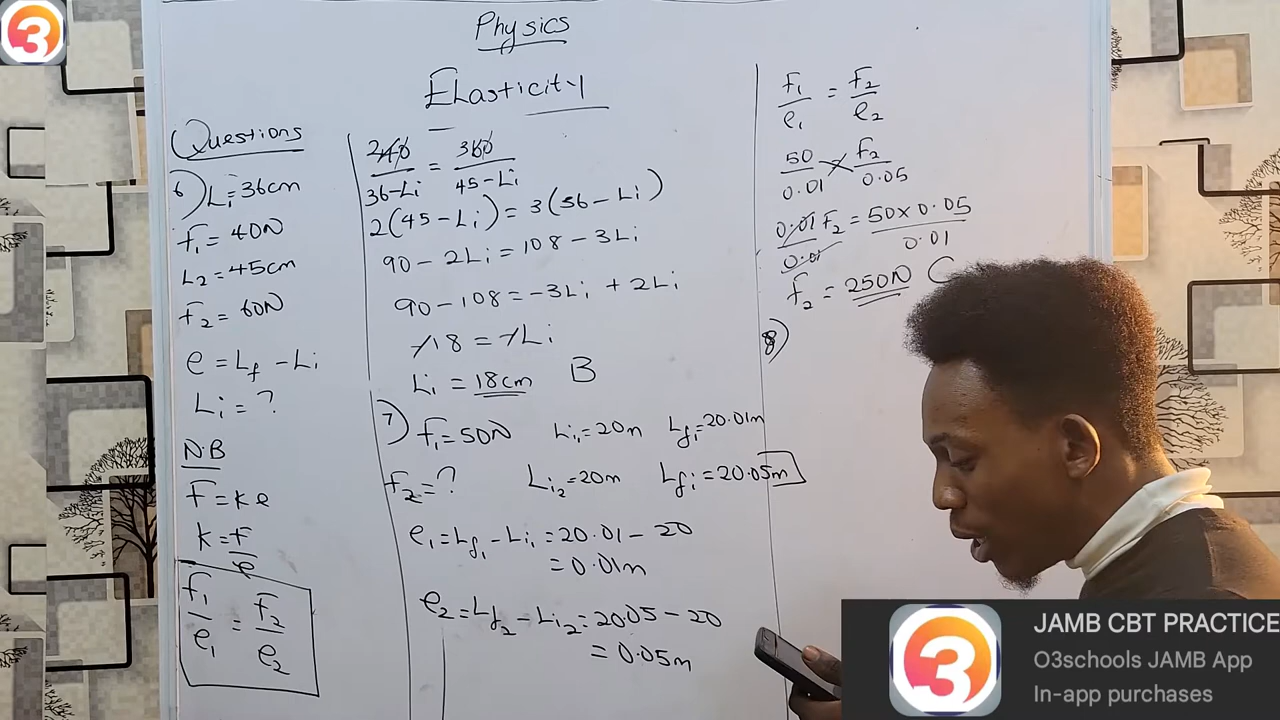 3
Physics
Elasticity
Questions
6) Li = 36cm
F1 = 40N
L2 = 45cm
F2 = 60N
e = Lf - Li
Li = ?
N.B
F = ke
k = F/e
F1/e1 = F2/e2
240/36-Li = 360/45-Li
2(45 - Li) = 3(36 - Li)
90 - 2Li = 108 - 3Li
90 - 108 = -3Li + 2Li
-18 = -Li
Li = 18cm B
7) F1 = 50N Li1 = 20m Lf1 = 20.01m
F2 = ? Li2 = 20m Lfi = 20.05m
e1 = Lf1 - Li1 = 20.01 - 20
= 0.01m
e2 = Lf2 - Li2 = 20.05 - 20
= 0.05m
F1/e1 = F2/e2
50/0.01 × F2/0.05
0.01F2/0.01 = 50×0.05/0.01
F2 = 250N C
8)
3
JAMB CBT PRACTICE
O3schools JAMB App
In-app purchases